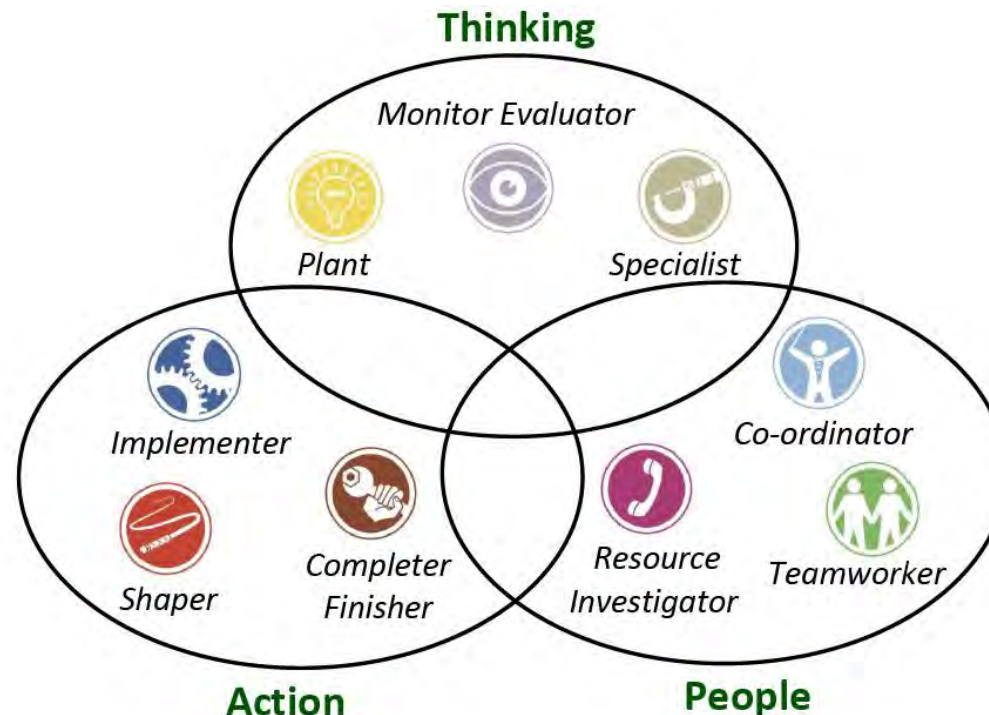 Thinking
Monitor Evaluator
Plant
Specialist
Implementer
Co-ordinator
Shaper
Completer
Finisher
Resource
Investigator
Teamworker
Action
People